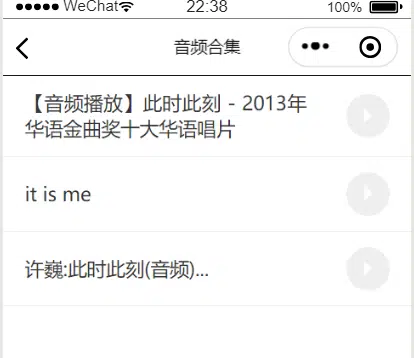 WeChat 22:38 100%
音频合集
【音频播放】此时此刻 - 2013年
华语金曲奖十大华语唱片
it is me
许巍:此时此刻(音频)...